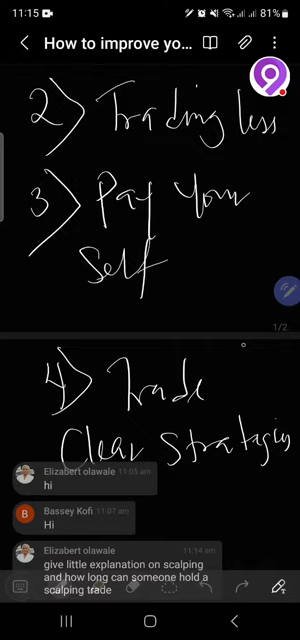 11:15 81%
How to improve yo...
2) Trading less
3) Pay your
self
1/2
4) Trade
Clear Strategies
Elizabert olawale 11:05 am
hi
B Bassey Kofi 11:07 am
Hi
Elizabert olawale 11:14 am
give little explanation on scalping
and how long can someone hold a
scalping trade